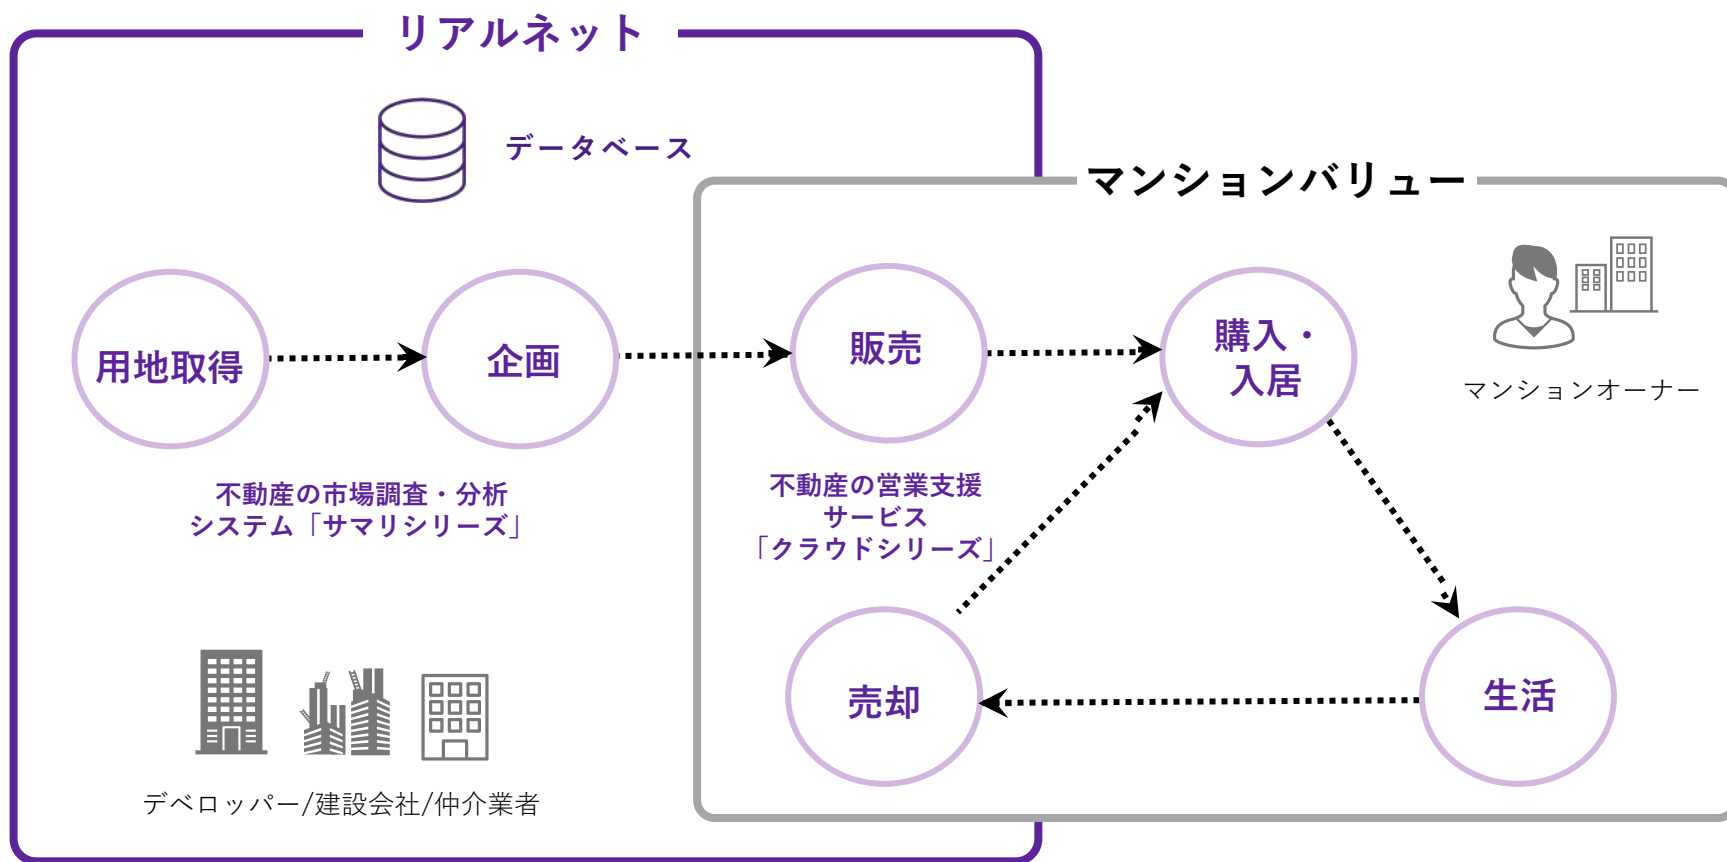 リアルネット
データベース
マンションバリュー
用地取得
企画
販売
購入・
入居
マンションオーナー
不動産の市場調査・分析
システム「サマリシリーズ」
不動産の営業支援
サービス
「クラウドシリーズ」
売却
生活
デベロッパー/建設会社/仲介業者